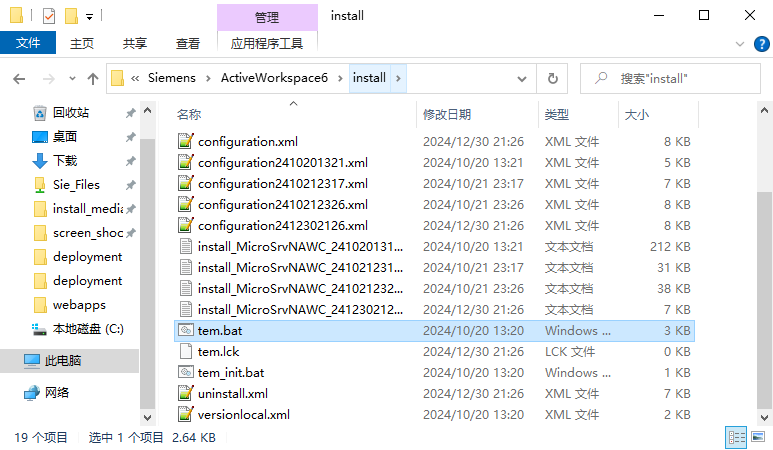 管理
install
文件
主页
共享
查看
应用程序工具
« Siemens > ActiveWorkspace6 > install >
搜索"install"
回收站
桌面
下载
Sie_Files
install_media
screen_shoo
deployment
deployment
webapps
本地磁盘 (C:)
此电脑
网络
名称 修改日期 类型 大小
configuration.xml 2024/12/30 21:26 XML 文件 8 KB
configuration2410201321.xml 2024/10/20 13:21 XML 文件 5 KB
configuration2410212317.xml 2024/10/21 23:17 XML 文件 7 KB
configuration2410212326.xml 2024/10/21 23:26 XML 文件 8 KB
configuration2412302126.xml 2024/12/30 21:26 XML 文件 8 KB
install_MicroSrvNAWC_241020131... 2024/10/20 13:21 文本文档 212 KB
install_MicroSrvNAWC_241021231... 2024/10/21 23:17 文本文档 31 KB
install_MicroSrvNAWC_241021232... 2024/10/21 23:26 文本文档 38 KB
install_MicroSrvNAWC_241230212... 2024/12/30 21:26 文本文档 7 KB
tem.bat 2024/10/20 13:20 Windows ... 3 KB
tem.lck 2024/12/30 21:26 LCK 文件 0 KB
tem_init.bat 2024/10/20 13:20 Windows ... 1 KB
uninstall.xml 2024/12/30 21:26 XML 文件 7 KB
versionlocal.xml 2024/10/20 13:20 XML 文件 2 KB
19 个项目 选中 1 个项目 2.64 KB